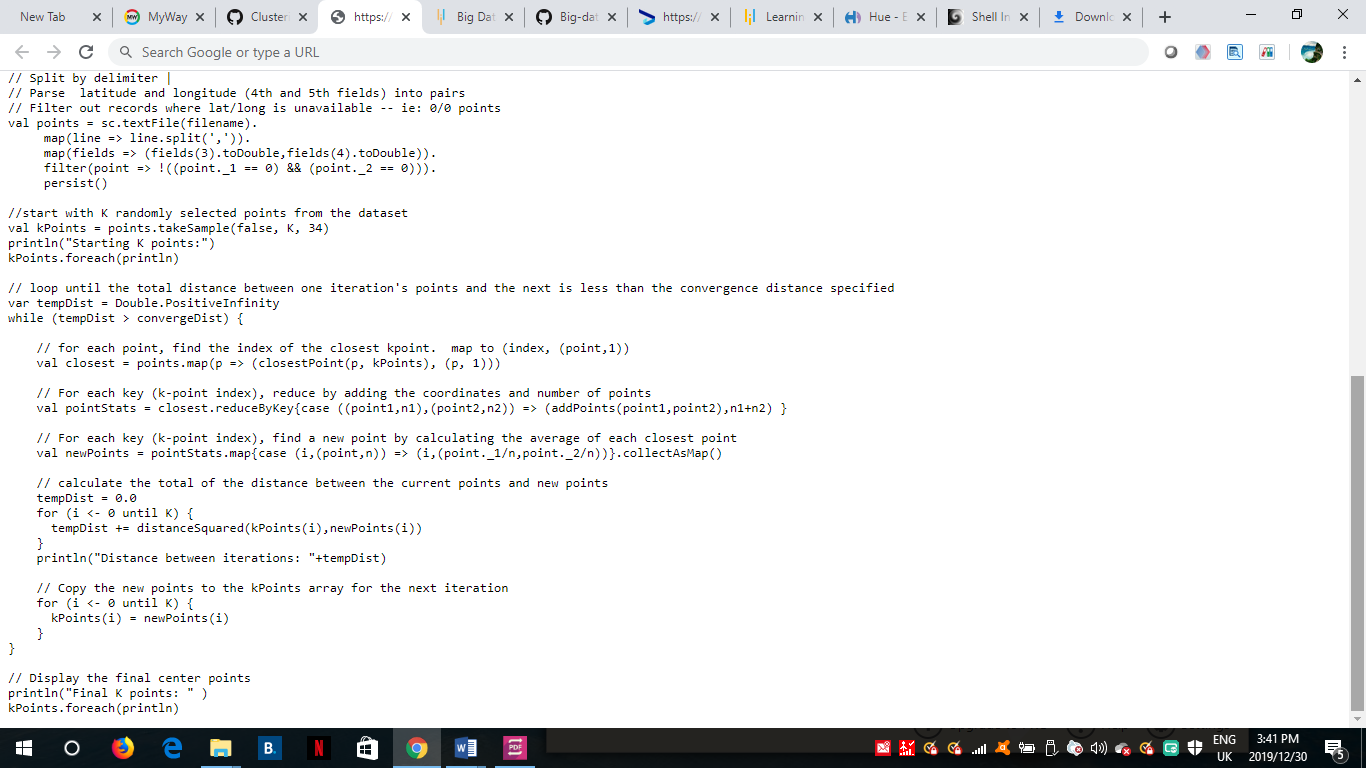 New Tab
MyWay
Cluster
https:/
Big Dat
Big-dat
https:/
Learnin
Hue - E
Shell In
Downlc
Search Google or type a URL
// Split by delimiter |
// Parse  latitude and longitude (4th and 5th fields) into pairs
// Filter out records where lat/long is unavailable -- ie: 0/0 points
val points = sc.textFile(filename).
     map(line => line.split(',')).
     map(fields => (fields(3).toDouble,fields(4).toDouble)).
     filter(point => !((point._1 == 0) && (point._2 == 0))).
     persist()
//start with K randomly selected points from the dataset
val kPoints = points.takeSample(false, K, 34)
println("Starting K points:")
kPoints.foreach(println)
// loop until the total distance between one iteration's points and the next is less than the convergence distance specified
var tempDist = Double.PositiveInfinity
while (tempDist > convergeDist) {
    // for each point, find the index of the closest kpoint.  map to (index, (point,1))
    val closest = points.map(p => (closestPoint(p, kPoints), (p, 1)))
    // For each key (k-point index), reduce by adding the coordinates and number of points
    val pointStats = closest.reduceByKey{case ((point1,n1),(point2,n2)) => (addPoints(point1,point2),n1+n2) }
    // For each key (k-point index), find a new point by calculating the average of each closest point
    val newPoints = pointStats.map{case (i,(point,n)) => (i,(point._1/n,point._2/n))}.collectAsMap()
    // calculate the total of the distance between the current points and new points
    tempDist = 0.0
    for (i <- 0 until K) {
      tempDist += distanceSquared(kPoints(i),newPoints(i))
    }
    println("Distance between iterations: "+tempDist)
    // Copy the new points to the kPoints array for the next iteration
    for (i <- 0 until K) {
      kPoints(i) = newPoints(i)
    }
}
// Display the final center points
println("Final K points: " )
kPoints.foreach(println)
B.
N
W
PDF
ENG
UK
3:41 PM
2019/12/30
5